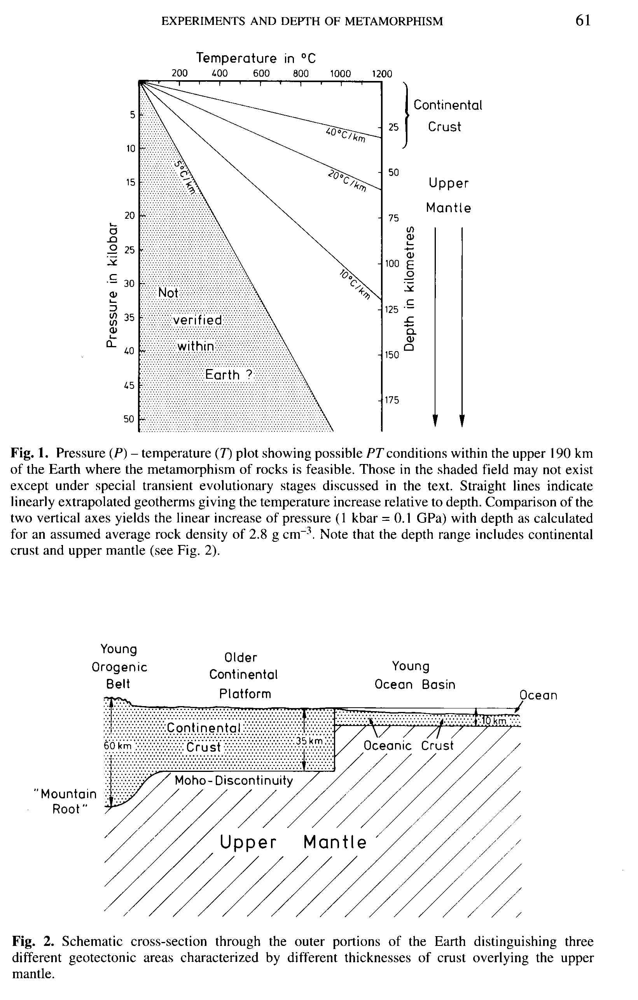 EXPERIMENTS AND DEPTH OF METAMORPHISM 61
Temperature in °C
200 400 600 800 1000 1200
Continental
Crust
5
25
40°C/km
10
5°C/km
50
20°C/km
15
Upper
Mantle
20
75
25
100
10°C/km
30
Not
125
35
verified
within
40
150
Earth ?
45
175
50
Pressure in kilobar
Depth in kilometres
Fig. 1. Pressure (P) – temperature (T) plot showing possible PT conditions within the upper 190 km
of the Earth where the metamorphism of rocks is feasible. Those in the shaded field may not exist
except under special transient evolutionary stages discussed in the text. Straight lines indicate
linearly extrapolated geotherms giving the temperature increase relative to depth. Comparison of the
two vertical axes yields the linear increase of pressure (1 kbar = 0.1 GPa) with depth as calculated
for an assumed average rock density of 2.8 g cm⁻³. Note that the depth range includes continental
crust and upper mantle (see Fig. 2).
Young
Orogenic
Belt
Older
Continental
Platform
Young
Ocean Basin
Ocean
10 km
Continental
Crust
60 km
35 km
Oceanic Crust
Moho-Discontinuity
"Mountain
Root"
Upper Mantle
Fig. 2. Schematic cross-section through the outer portions of the Earth distinguishing three
different geotectonic areas characterized by different thicknesses of crust overlying the upper
mantle.